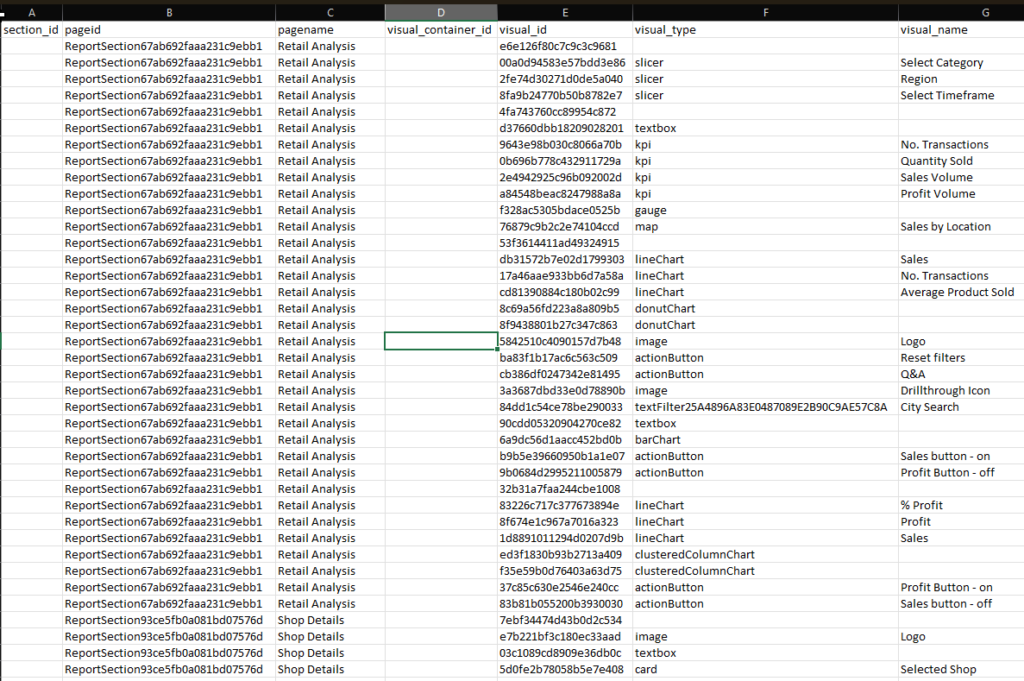 A B C D E F G
section_id pageid pagename visual_container_id visual_id visual_type visual_name
ReportSection67ab692faaa231c9ebb1 Retail Analysis e6e126f80c7c9c3c9681
ReportSection67ab692faaa231c9ebb1 Retail Analysis 00a0d94583e57bdd3e86 slicer Select Category
ReportSection67ab692faaa231c9ebb1 Retail Analysis 2fe74d30271d0de5a040 slicer Region
ReportSection67ab692faaa231c9ebb1 Retail Analysis 8fa9b24770b50b8782e7 slicer Select Timeframe
ReportSection67ab692faaa231c9ebb1 Retail Analysis 4fa743760cc89954c872
ReportSection67ab692faaa231c9ebb1 Retail Analysis d37660dbb18209028201 textbox
ReportSection67ab692faaa231c9ebb1 Retail Analysis 9643e98b030c8066a70b kpi No. Transactions
ReportSection67ab692faaa231c9ebb1 Retail Analysis 0b696b778c432911729a kpi Quantity Sold
ReportSection67ab692faaa231c9ebb1 Retail Analysis 2e4942925c96b092002d kpi Sales Volume
ReportSection67ab692faaa231c9ebb1 Retail Analysis a84548beac8247988a8a kpi Profit Volume
ReportSection67ab692faaa231c9ebb1 Retail Analysis f328ac5305bdace0525b gauge
ReportSection67ab692faaa231c9ebb1 Retail Analysis 76879c9b2c2e74104ccd map Sales by Location
ReportSection67ab692faaa231c9ebb1 Retail Analysis 53f3614411ad49324915
ReportSection67ab692faaa231c9ebb1 Retail Analysis db31572b7e02d1799303 lineChart Sales
ReportSection67ab692faaa231c9ebb1 Retail Analysis 17a46aae933bb6d7a58a lineChart No. Transactions
ReportSection67ab692faaa231c9ebb1 Retail Analysis cd81390884c180b02c99 lineChart Average Product Sold
ReportSection67ab692faaa231c9ebb1 Retail Analysis 8c69a56fd223a8a809b5 donutChart
ReportSection67ab692faaa231c9ebb1 Retail Analysis 8f9438801b27c347c863 donutChart
ReportSection67ab692faaa231c9ebb1 Retail Analysis 5842510c4090157d7b48 image Logo
ReportSection67ab692faaa231c9ebb1 Retail Analysis ba83f1b17ac6c563c509 actionButton Reset filters
ReportSection67ab692faaa231c9ebb1 Retail Analysis cb386df0247342e81495 actionButton Q&A
ReportSection67ab692faaa231c9ebb1 Retail Analysis 3a3687dbd33e0d78890b image Drillthrough Icon
ReportSection67ab692faaa231c9ebb1 Retail Analysis 84dd1c54ce78be290033 textFilter25A4896A83E0487089E2B90C9AE57C8A City Search
ReportSection67ab692faaa231c9ebb1 Retail Analysis 90cdd05320904270ce82 textbox
ReportSection67ab692faaa231c9ebb1 Retail Analysis 6a9dc56d1aacc452bd0b barChart
ReportSection67ab692faaa231c9ebb1 Retail Analysis b9b5e39660950b1a1e07 actionButton Sales button - on
ReportSection67ab692faaa231c9ebb1 Retail Analysis 9b0684d2995211005879 actionButton Profit Button - off
ReportSection67ab692faaa231c9ebb1 Retail Analysis 32b31a7faa244cbe1008
ReportSection67ab692faaa231c9ebb1 Retail Analysis 83226c717c377673894e lineChart % Profit
ReportSection67ab692faaa231c9ebb1 Retail Analysis 8f674e1c967a7016a323 lineChart Profit
ReportSection67ab692faaa231c9ebb1 Retail Analysis 1d8891011294d0207d9b lineChart Sales
ReportSection67ab692faaa231c9ebb1 Retail Analysis ed3f1830b93b2713a409 clusteredColumnChart
ReportSection67ab692faaa231c9ebb1 Retail Analysis f35e59b0d76403a63d75 clusteredColumnChart
ReportSection67ab692faaa231c9ebb1 Retail Analysis 37c85c630e2546e240cc actionButton Profit Button - on
ReportSection67ab692faaa231c9ebb1 Retail Analysis 83b81b055200b3930030 actionButton Sales button - off
ReportSection93ce5fb0a081bd07576d Shop Details 7ebf34474d43b0d2c534
ReportSection93ce5fb0a081bd07576d Shop Details e7b221bf3c180ec33aad image Logo
ReportSection93ce5fb0a081bd07576d Shop Details 03c1089cd8909e36db0c textbox
ReportSection93ce5fb0a081bd07576d Shop Details 5d0fe2b78058b5e7e408 card Selected Shop